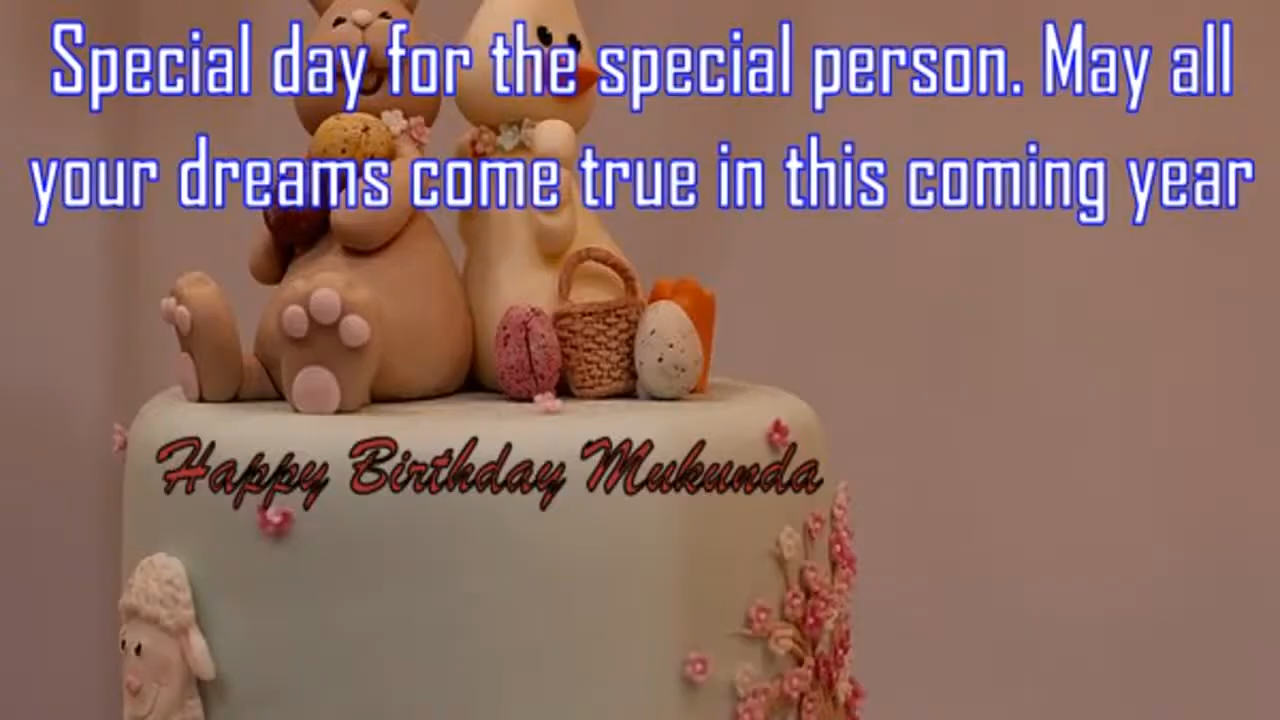 Special day for the special person. May all
your dreams come true in this coming year
Happy Birthday Mukunda